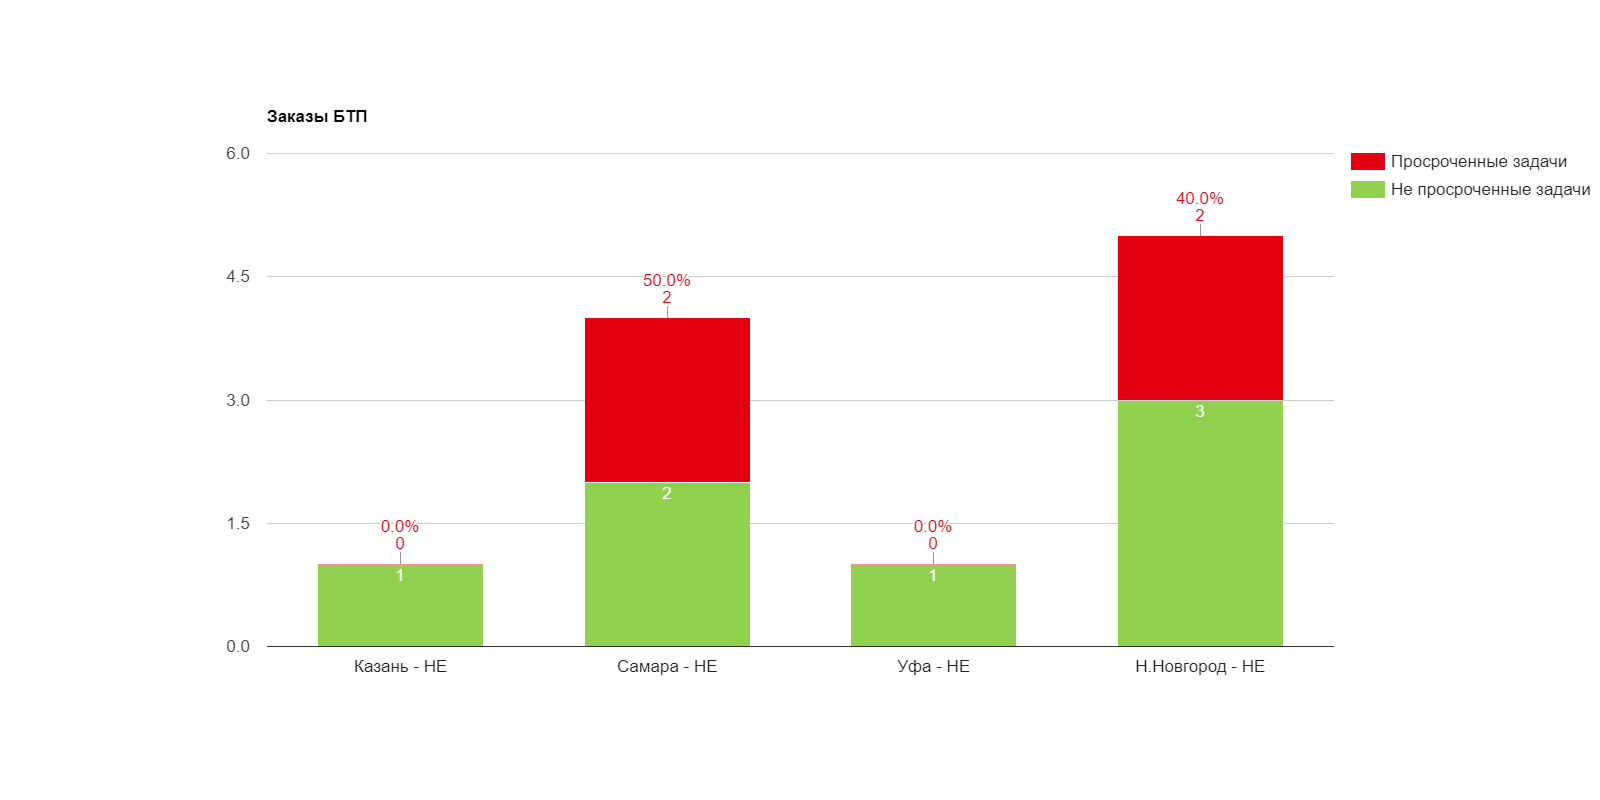 Заказы БТП
6.0
4.5
3.0
1.5
0.0
Просроченные задачи
Не просроченные задачи
0.0%
0
1
50.0%
2
2
0.0%
0
1
40.0%
2
3
Казань - НЕ
Самара - НЕ
Уфа - НЕ
Н.Новгород - НЕ